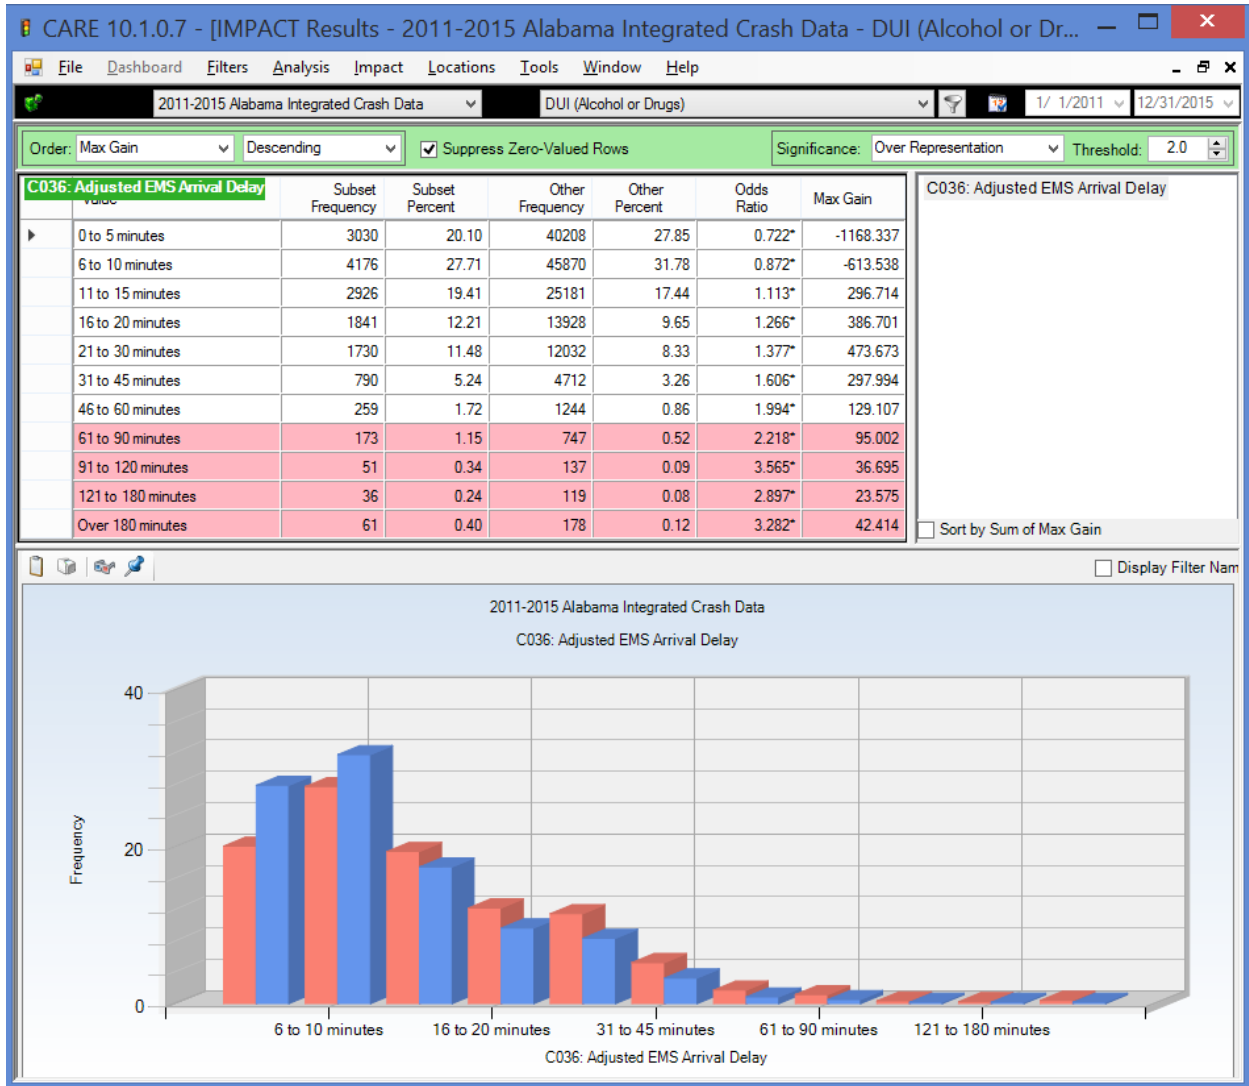 CARE 10.1.0.7 - [IMPACT Results - 2011-2015 Alabama Integrated Crash Data - DUI (Alcohol or Dr...
File Dashboard Filters Analysis Impact Locations Tools Window Help
2011-2015 Alabama Integrated Crash Data DUI (Alcohol or Drugs) 1/ 1/2011 12/31/2015
Order: Max Gain Descending Suppress Zero-Valued Rows Significance: Over Representation Threshold: 2.0
C036: Adjusted EMS Arrival Delay Subset Frequency Subset Percent Other Frequency Other Percent Odds Ratio Max Gain C036: Adjusted EMS Arrival Delay
0 to 5 minutes 3030 20.10 40208 27.85 0.722* -1168.337
6 to 10 minutes 4176 27.71 45870 31.78 0.872* -613.538
11 to 15 minutes 2926 19.41 25181 17.44 1.113* 296.714
16 to 20 minutes 1841 12.21 13928 9.65 1.266* 386.701
21 to 30 minutes 1730 11.48 12032 8.33 1.377* 473.673
31 to 45 minutes 790 5.24 4712 3.26 1.606* 297.994
46 to 60 minutes 259 1.72 1244 0.86 1.994* 129.107
61 to 90 minutes 173 1.15 747 0.52 2.218* 95.002
91 to 120 minutes 51 0.34 137 0.09 3.565* 36.695
121 to 180 minutes 36 0.24 119 0.08 2.897* 23.575
Over 180 minutes 61 0.40 178 0.12 3.282* 42.414
Sort by Sum of Max Gain
Display Filter Nam
2011-2015 Alabama Integrated Crash Data
C036: Adjusted EMS Arrival Delay
40
20
0
Frequency
6 to 10 minutes 16 to 20 minutes 31 to 45 minutes 61 to 90 minutes 121 to 180 minutes
C036: Adjusted EMS Arrival Delay